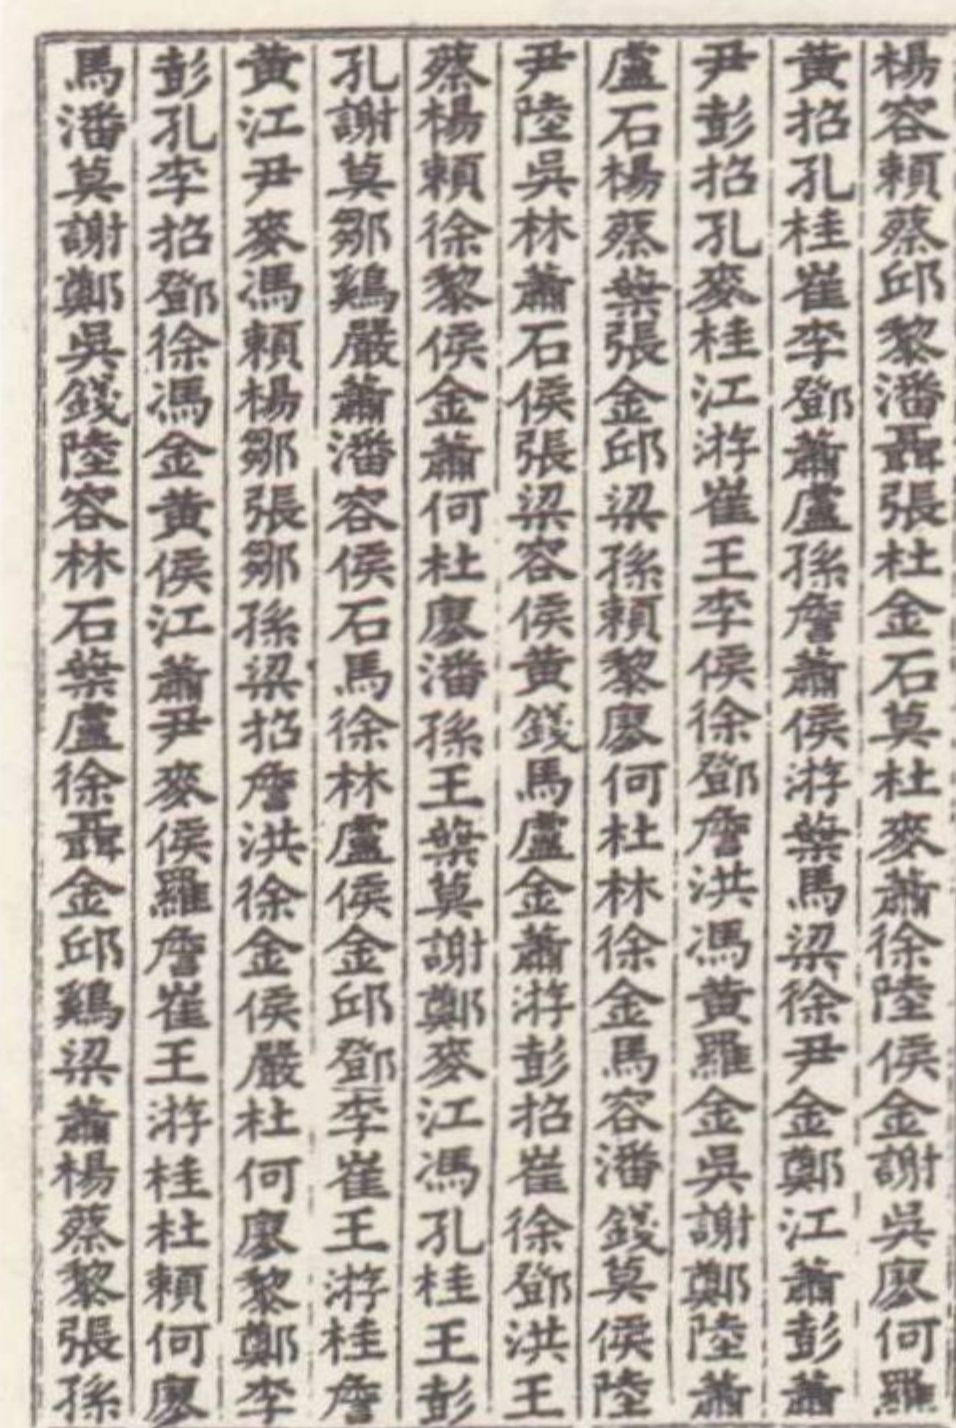 楊容賴蔡邱黎潘聶張杜金石莫杜麥蕭徐陸侯金謝吳廖何羅
黃招孔桂崔李鄧蕭盧孫詹蕭侯游葉馬梁徐尹金鄭江蕭彭蕭
尹彭招孔麥桂江游崔王李侯徐鄧詹洪馮黃羅金吳謝鄭陸蕭
盧石楊蔡葉張金邱梁孫賴黎廖何杜林徐金馬容潘錢莫侯陸
尹陸吳林蕭石侯張梁容侯黃錢馬盧金蕭游彭招崔徐鄧洪王
蔡楊賴徐黎侯金蕭何杜廖潘孫王葉莫謝鄭麥江馮孔桂王彭
孔謝莫鄒鷄嚴蕭潘容侯石馬徐林盧侯金邱鄧李崔王游桂詹
黃江尹麥馮賴楊鄒張鄒孫梁招詹洪徐金侯嚴杜何廖黎鄭李
彭孔李招鄧徐馮金黃侯江蕭尹麥侯羅詹崔王游桂杜賴何廖
馬潘莫謝鄭吳錢陸容林石葉盧徐聶金邱鷄梁蕭楊蔡黎張孫